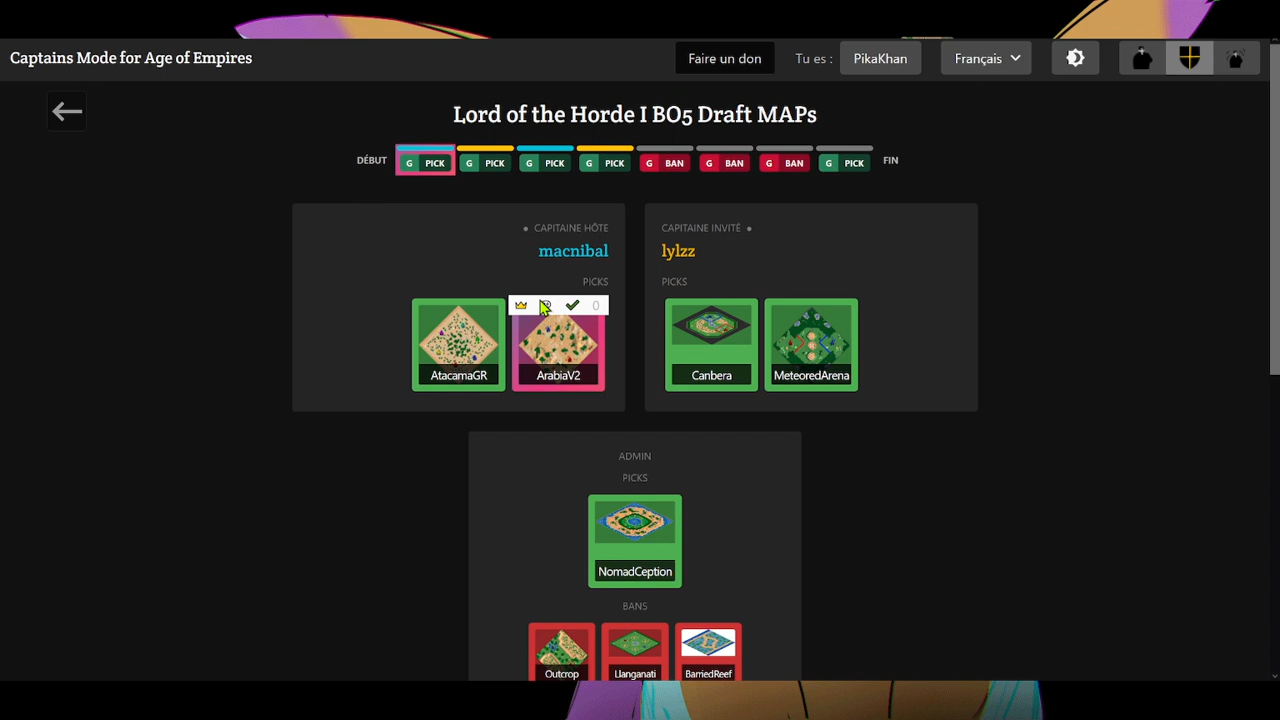 Captains Mode for Age of Empires
Faire un don
Tu es :
PikaKhan
Français
Lord of the Horde I BO5 Draft MAPs
DÉBUT
G PICK
G PICK
G PICK
G PICK
G BAN
G BAN
G BAN
G PICK
FIN
CAPITAINE HÔTE
macnibal
PICKS
0
AtacamaGR
ArabiaV2
CAPITAINE INVITÉ
lylzz
PICKS
Canbera
MeteoredArena
ADMIN
PICKS
NomadCeption
BANS
Outcrop
Llanganati
BarriedReef